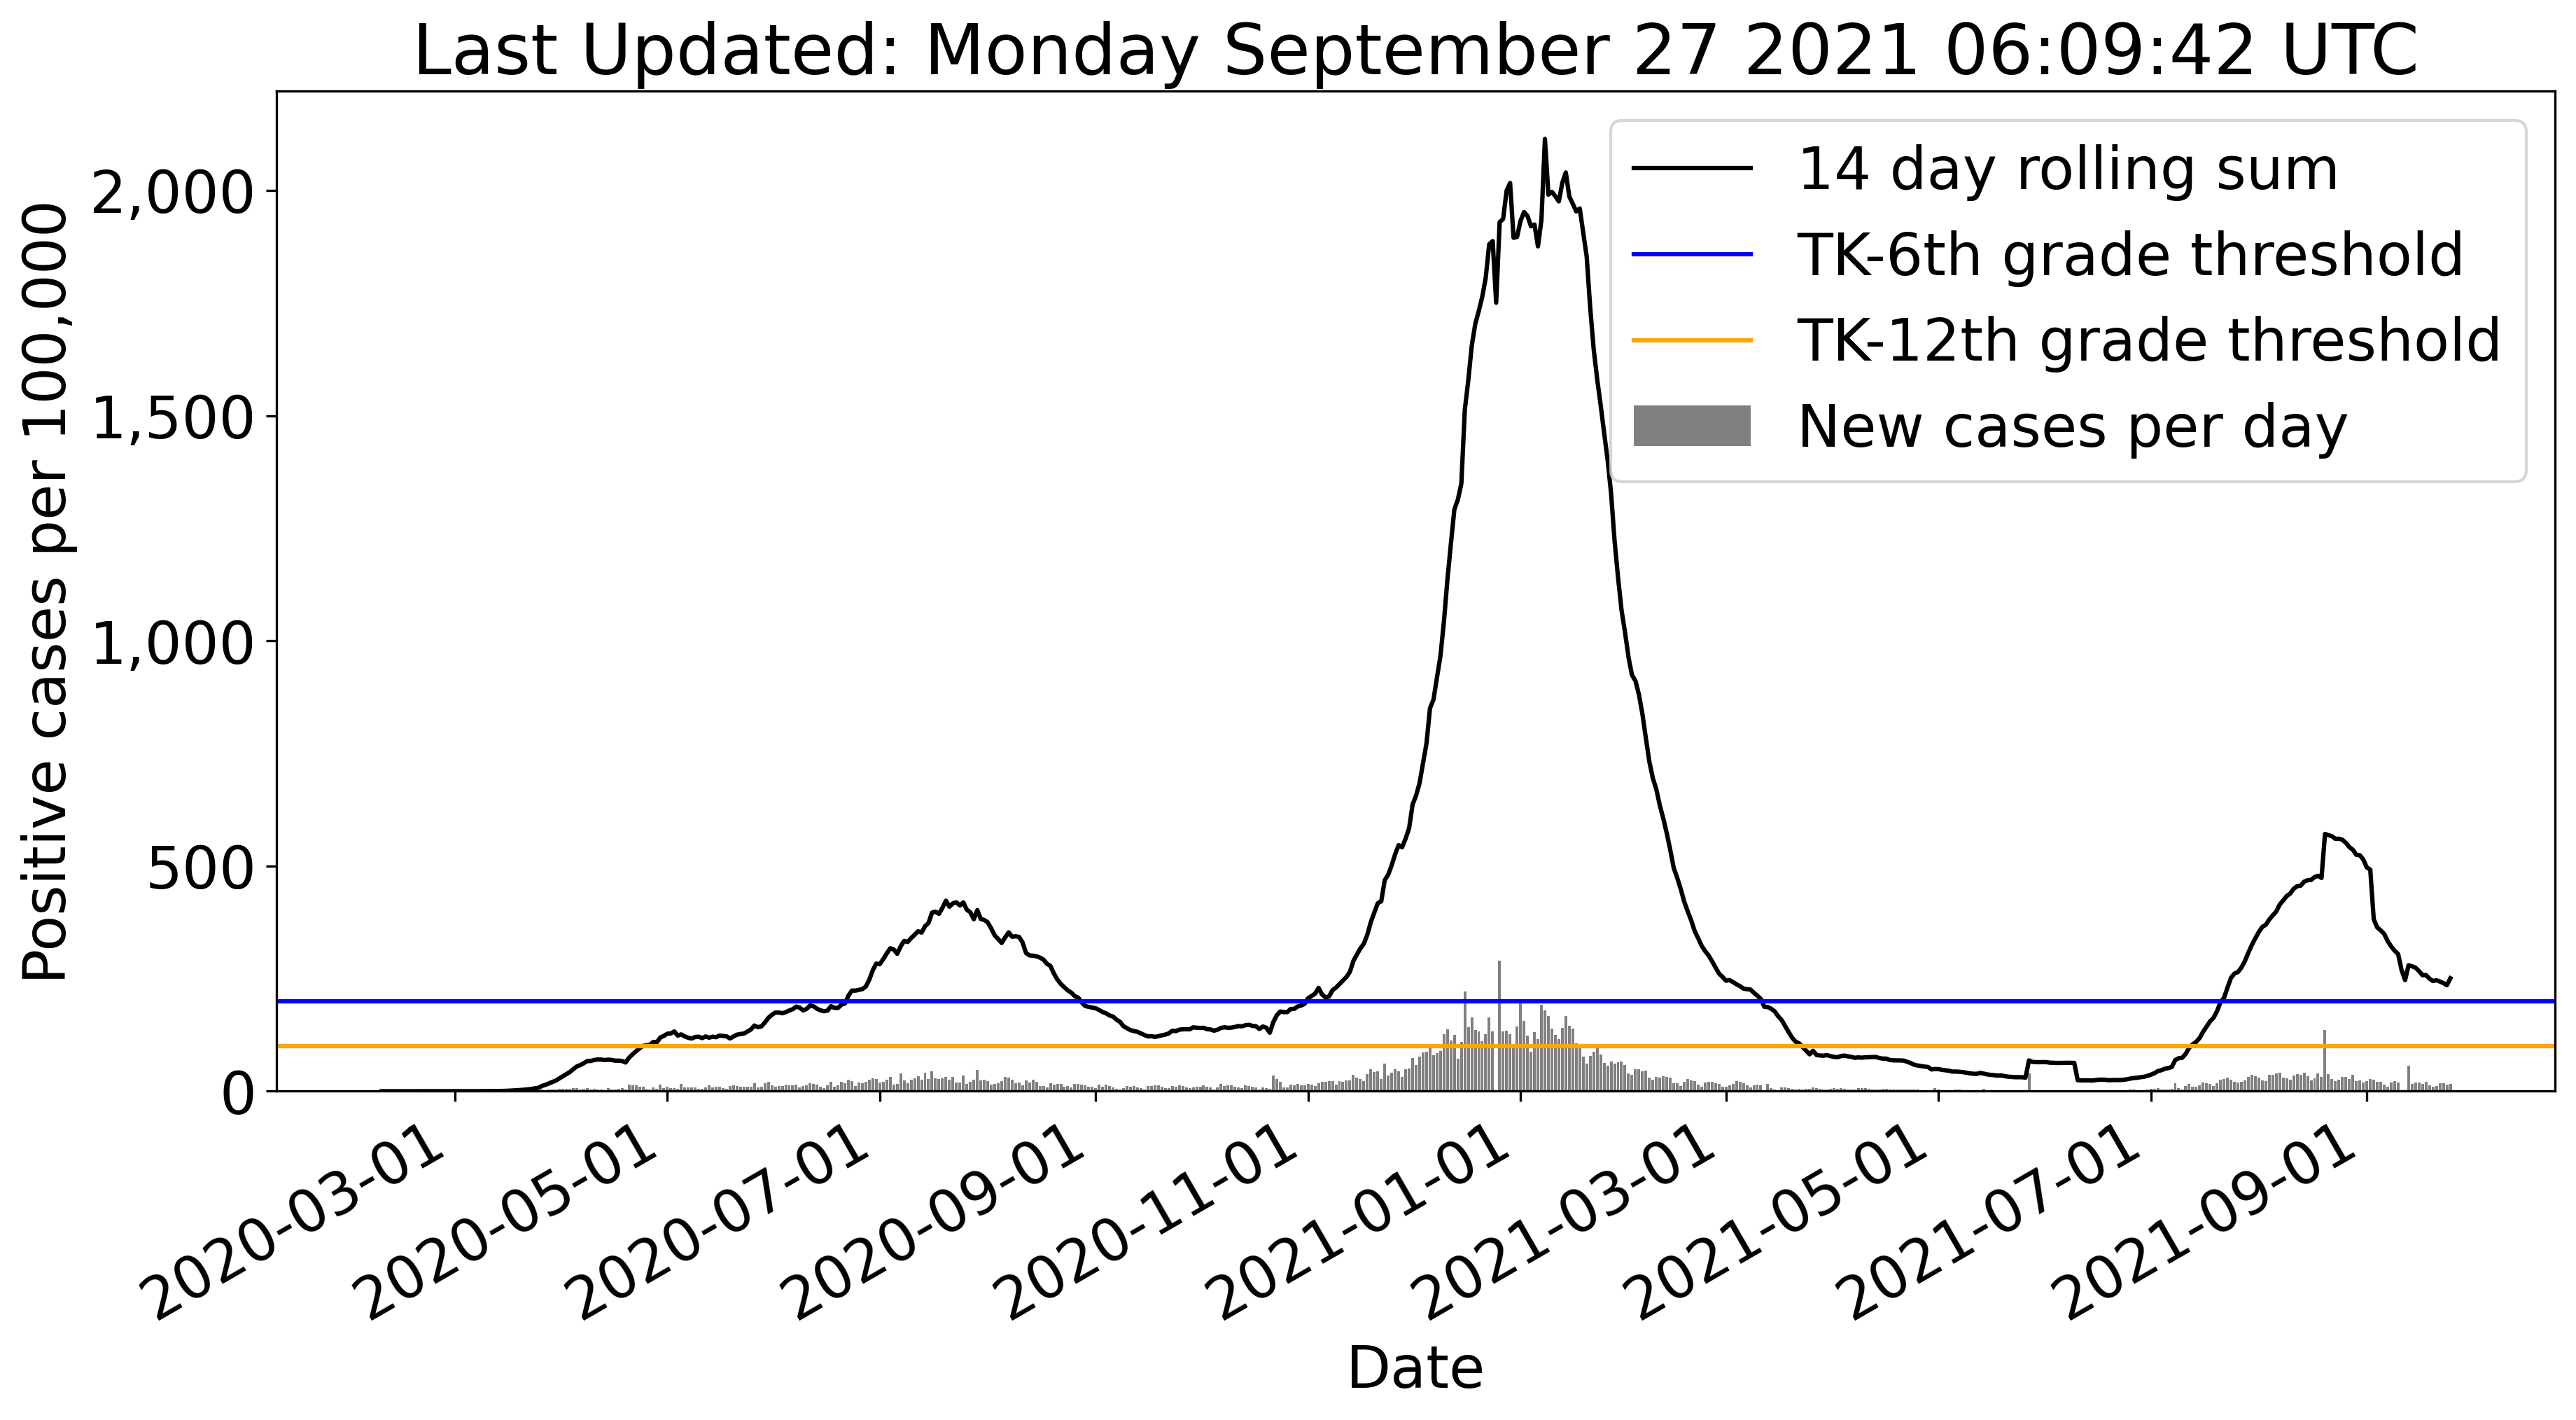 Last Updated: Monday September 27 2021 06:09:42 UTC
Positive cases per 100,000
2,000
1,500
1,000
500
0
14 day rolling sum
TK-6th grade threshold
TK-12th grade threshold
New cases per day
2020-03-01
2020-05-01
2020-07-01
2020-09-01
2020-11-01
2021-01-01
2021-03-01
2021-05-01
2021-07-01
2021-09-01
Date